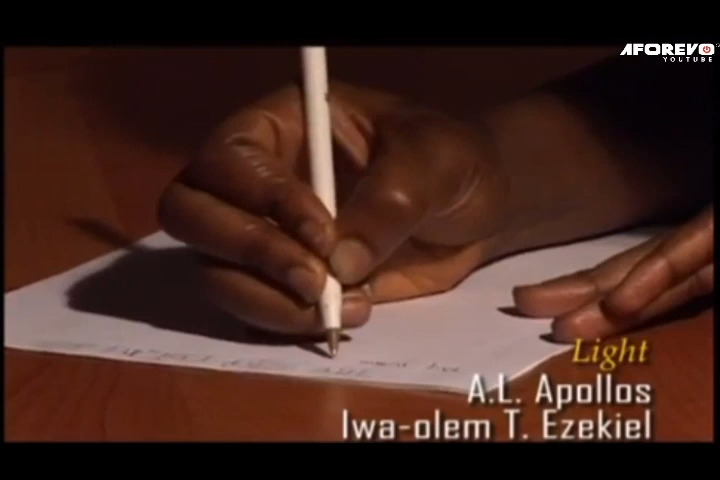 AFOREVO
YOUTUBE
Light
A.L. Apollos
Iwa-olem T. Ezekiel